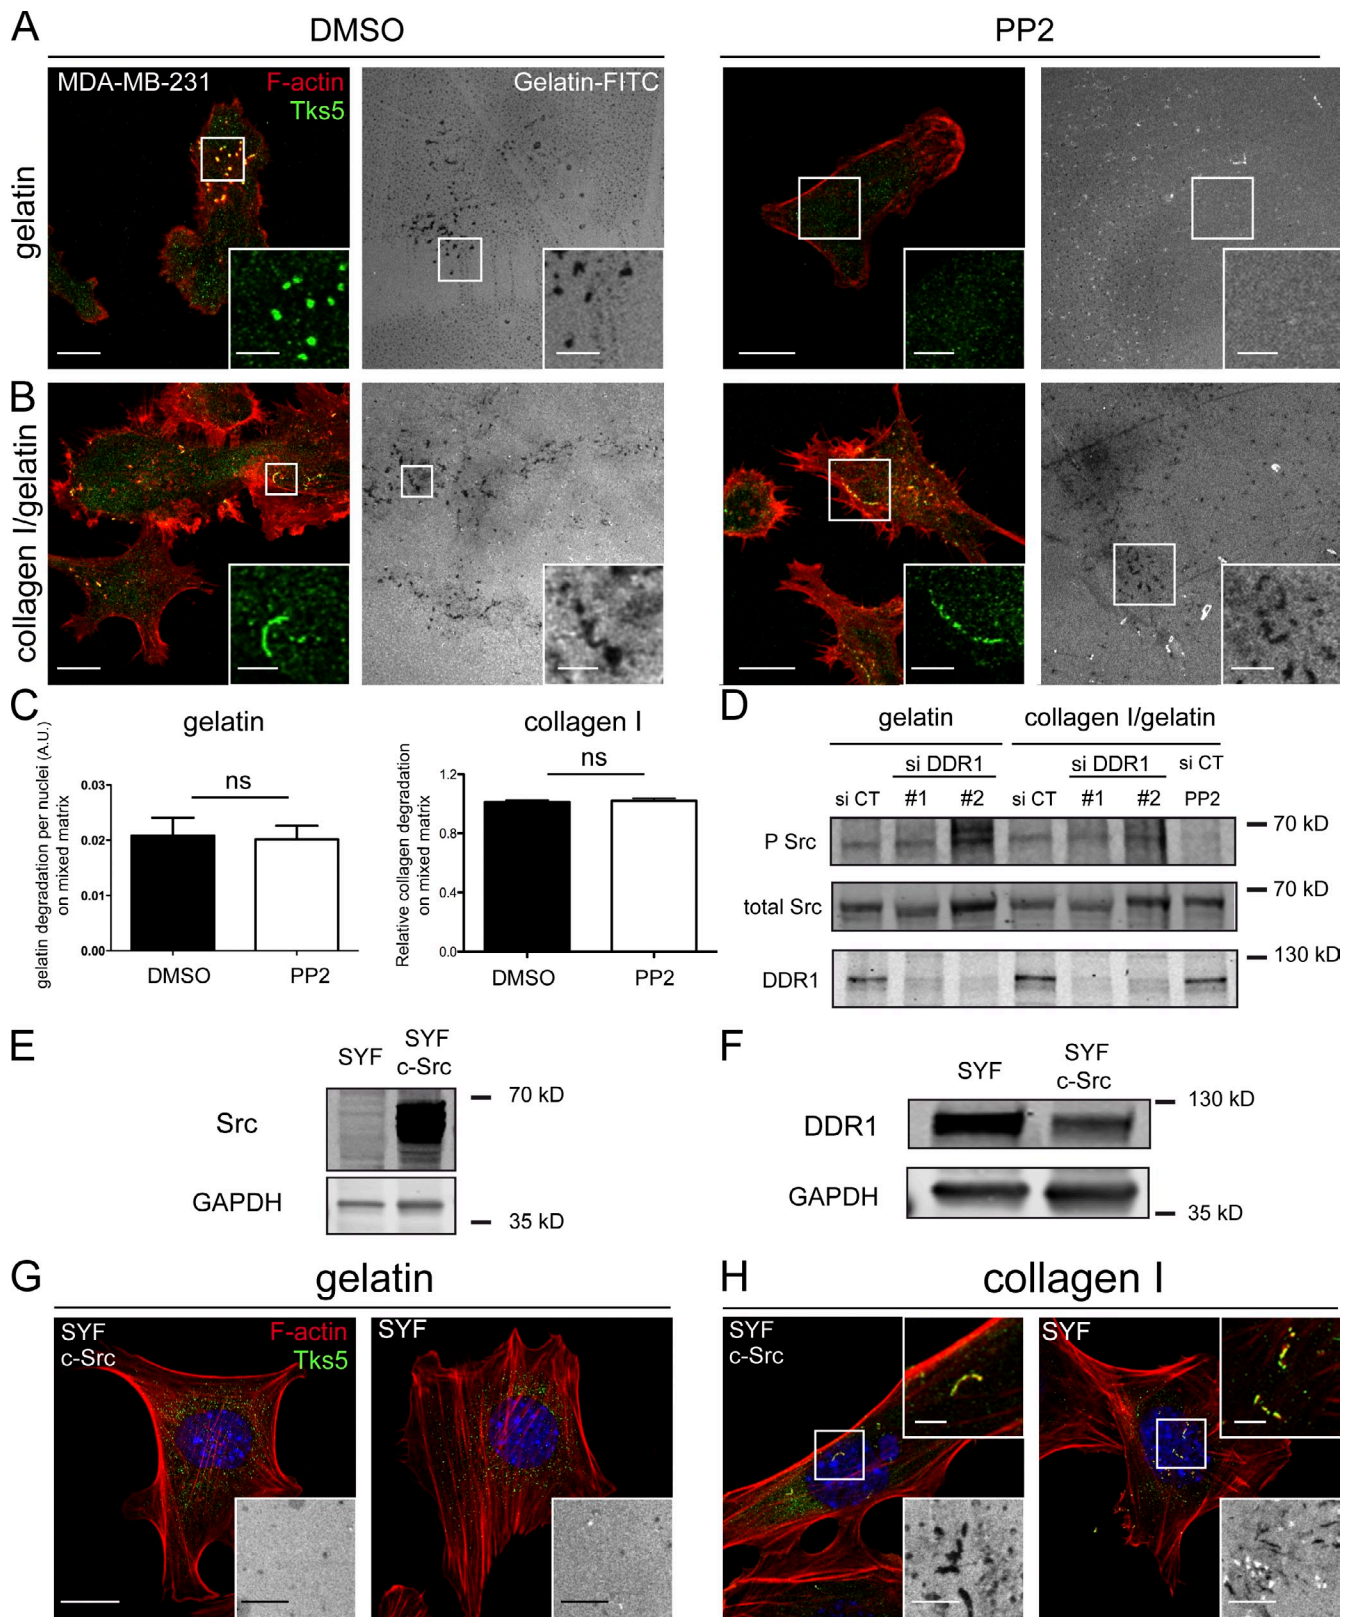 A
DMSO
PP2
MDA-MB-231
F-actin
Tks5
Gelatin-FITC
gelatin
B
collagen I/gelatin
C
gelatin
gelatin degradation per nuclei (A.U.)
on mixed matrix
0.03
0.02
0.01
0.00
ns
DMSO
PP2
collagen I
Relative collagen degradation
on mixed matrix
1.2
0.8
0.4
0.0
ns
DMSO
PP2
D
gelatin
collagen I/gelatin
si DDR1
si DDR1
si CT
si CT
#1
#2
si CT
#1
#2
PP2
P Src
70 kD
total Src
70 kD
DDR1
130 kD
E
SYF
SYF
c-Src
Src
70 kD
GAPDH
35 kD
F
SYF
SYF
c-Src
DDR1
130 kD
GAPDH
35 kD
G
gelatin
SYF
c-Src
F-actin
Tks5
SYF
H
collagen I
SYF
c-Src
SYF